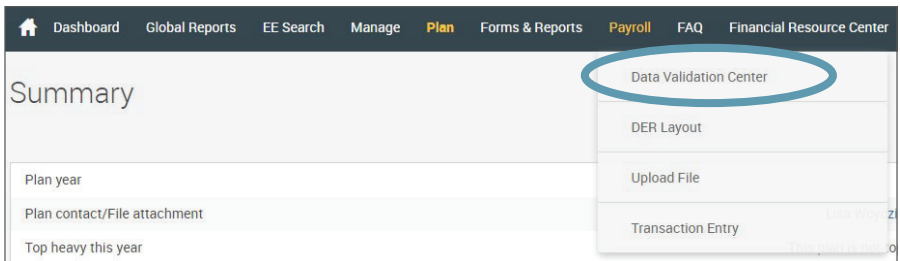 Dashboard Global Reports EE Search Manage Plan Forms & Reports Payroll FAQ Financial Resource Center
Data Validation Center
Summary
DER Layout
Plan year
Upload File
Plan contact/File attachment
Transaction Entry
Top heavy this year